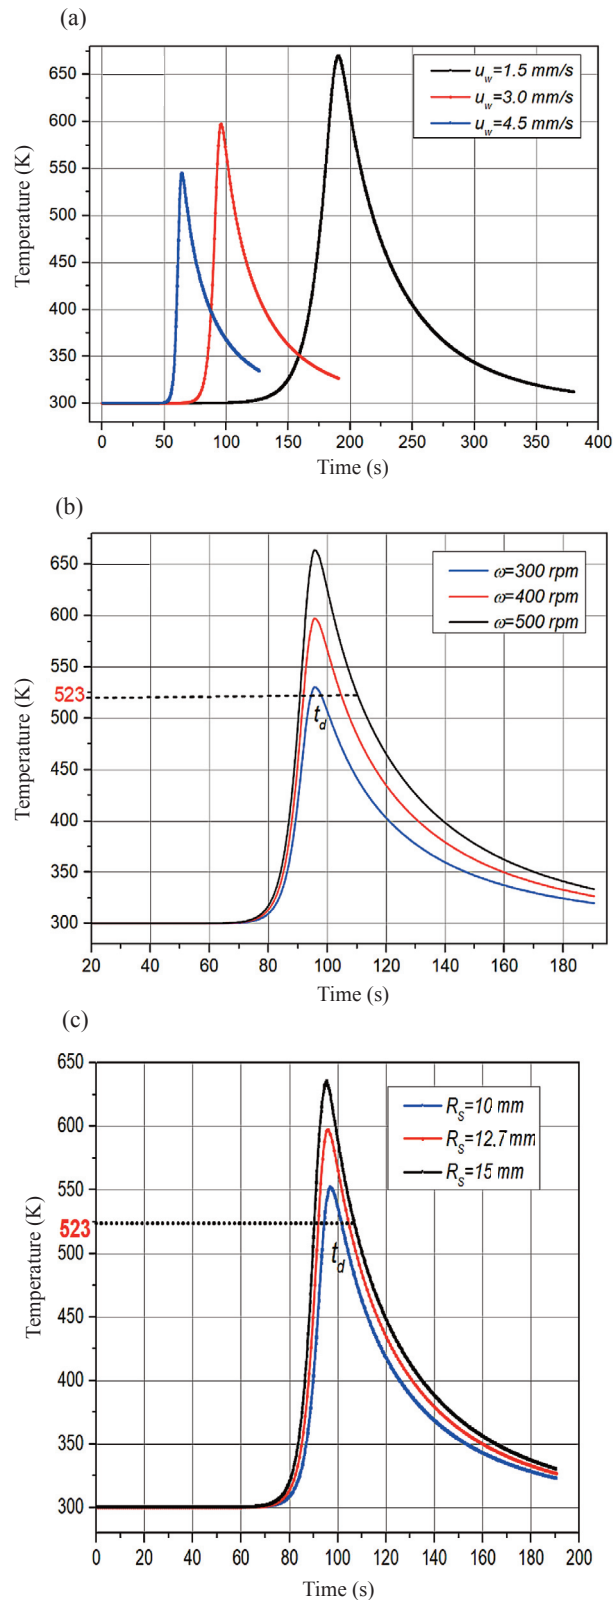 (a)
650
600
550
500
450
400
350
300
Temperature (K)
u_w=1.5 mm/s
u_w=3.0 mm/s
u_w=4.5 mm/s
0 50 100 150 200 250 300 350 400
Time (s)
(b)
650
600
550
523
500
450
400
350
300
Temperature (K)
ω=300 rpm
ω=400 rpm
ω=500 rpm
t_d
20 40 60 80 100 120 140 160 180
Time (s)
(c)
650
600
550
523
500
450
400
350
300
Temperature (K)
R_S=10 mm
R_S=12.7 mm
R_S=15 mm
t_d
0 20 40 60 80 100 120 140 160 180 200
Time (s)